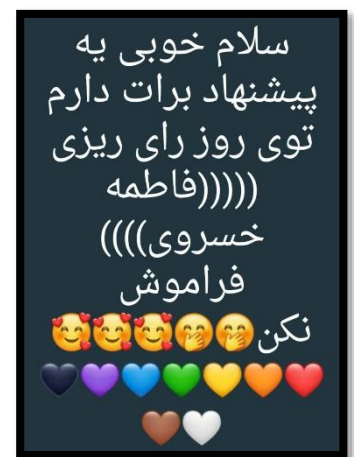 سلام خوبی یه
پیشنهاد برات دارم
توی روز رای ریزی
(((((فاطمه
خسروی))))
فراموش
نکن🤭🤭🥰🥰🥰
❤️🧡💛💚💙💜🖤
🤍🤎